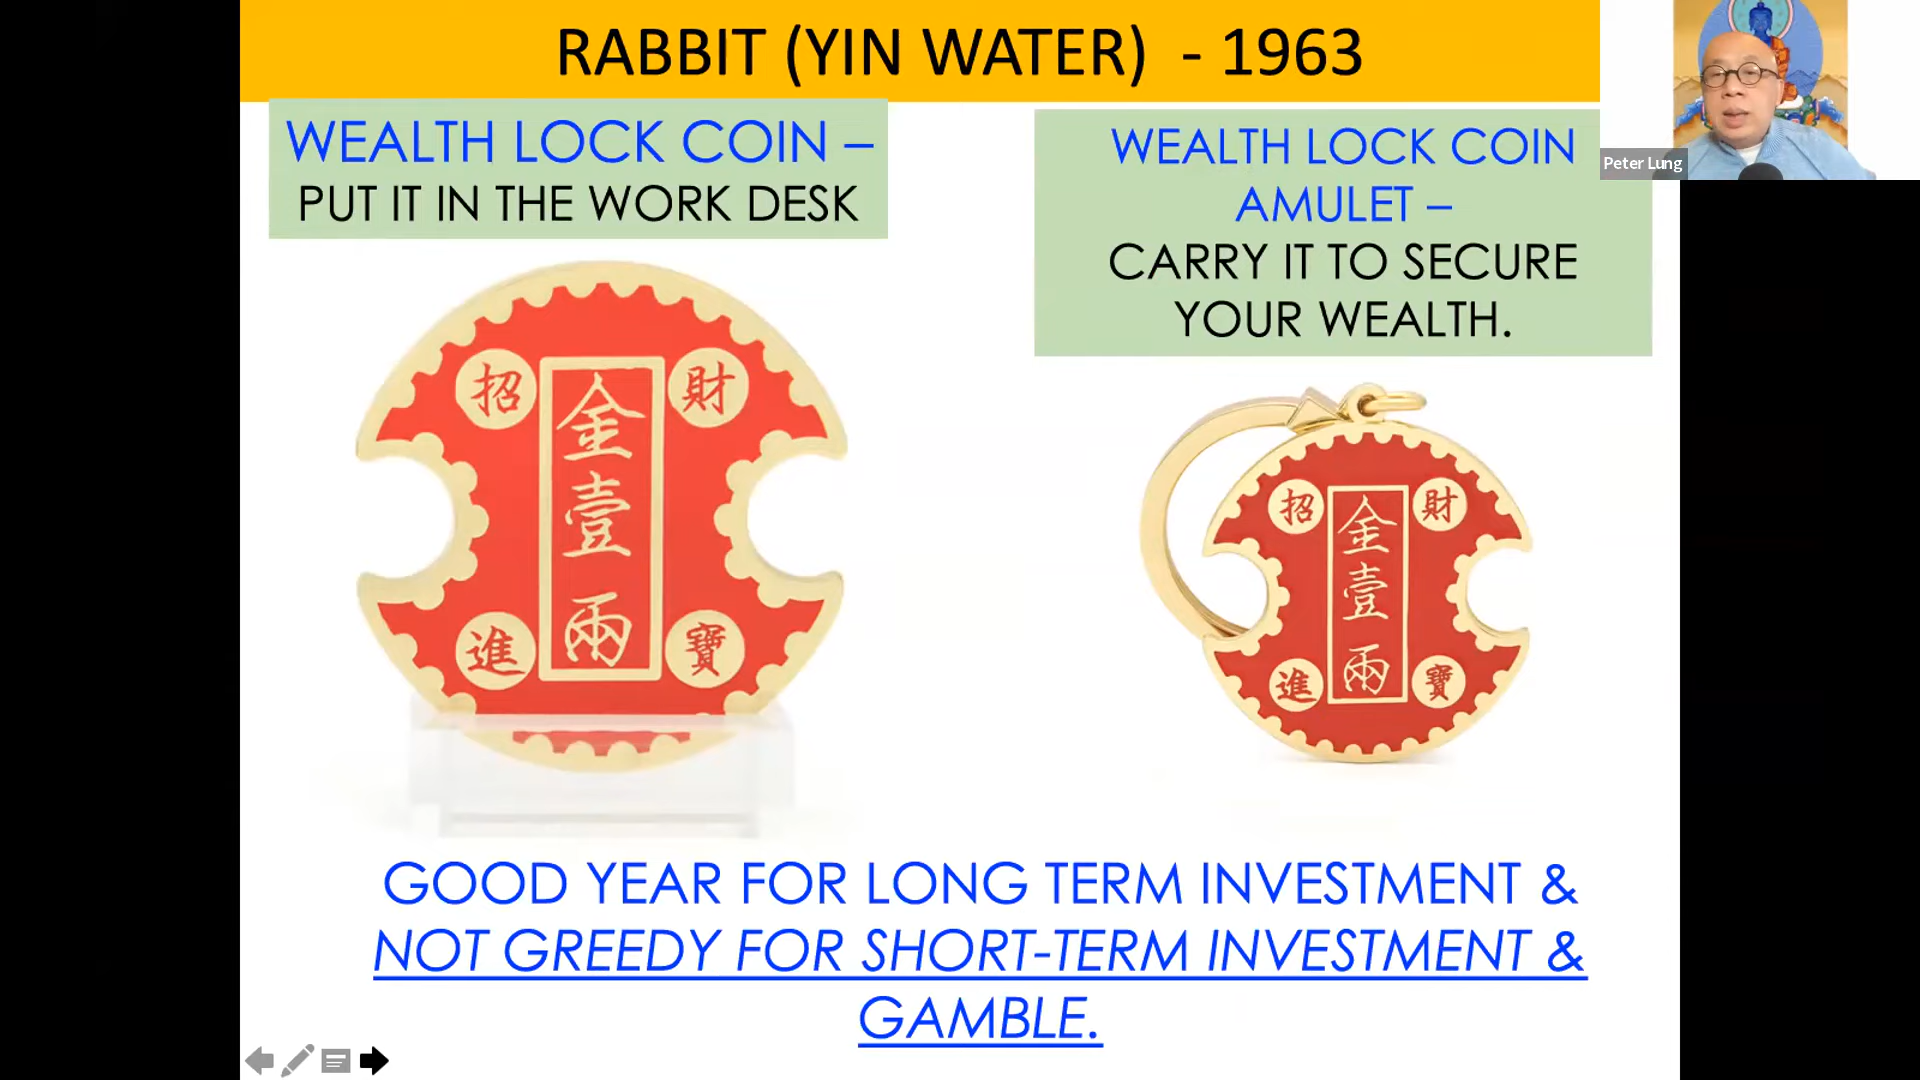 RABBIT (YIN WATER) - 1963
WEALTH LOCK COIN –
PUT IT IN THE WORK DESK
WEALTH LOCK COIN
AMULET –
CARRY IT TO SECURE
YOUR WEALTH.
Peter Lung
招 財
金壹兩
進 寶
招 財
金壹兩
進 寶
GOOD YEAR FOR LONG TERM INVESTMENT &
NOT GREEDY FOR SHORT-TERM INVESTMENT &
GAMBLE.